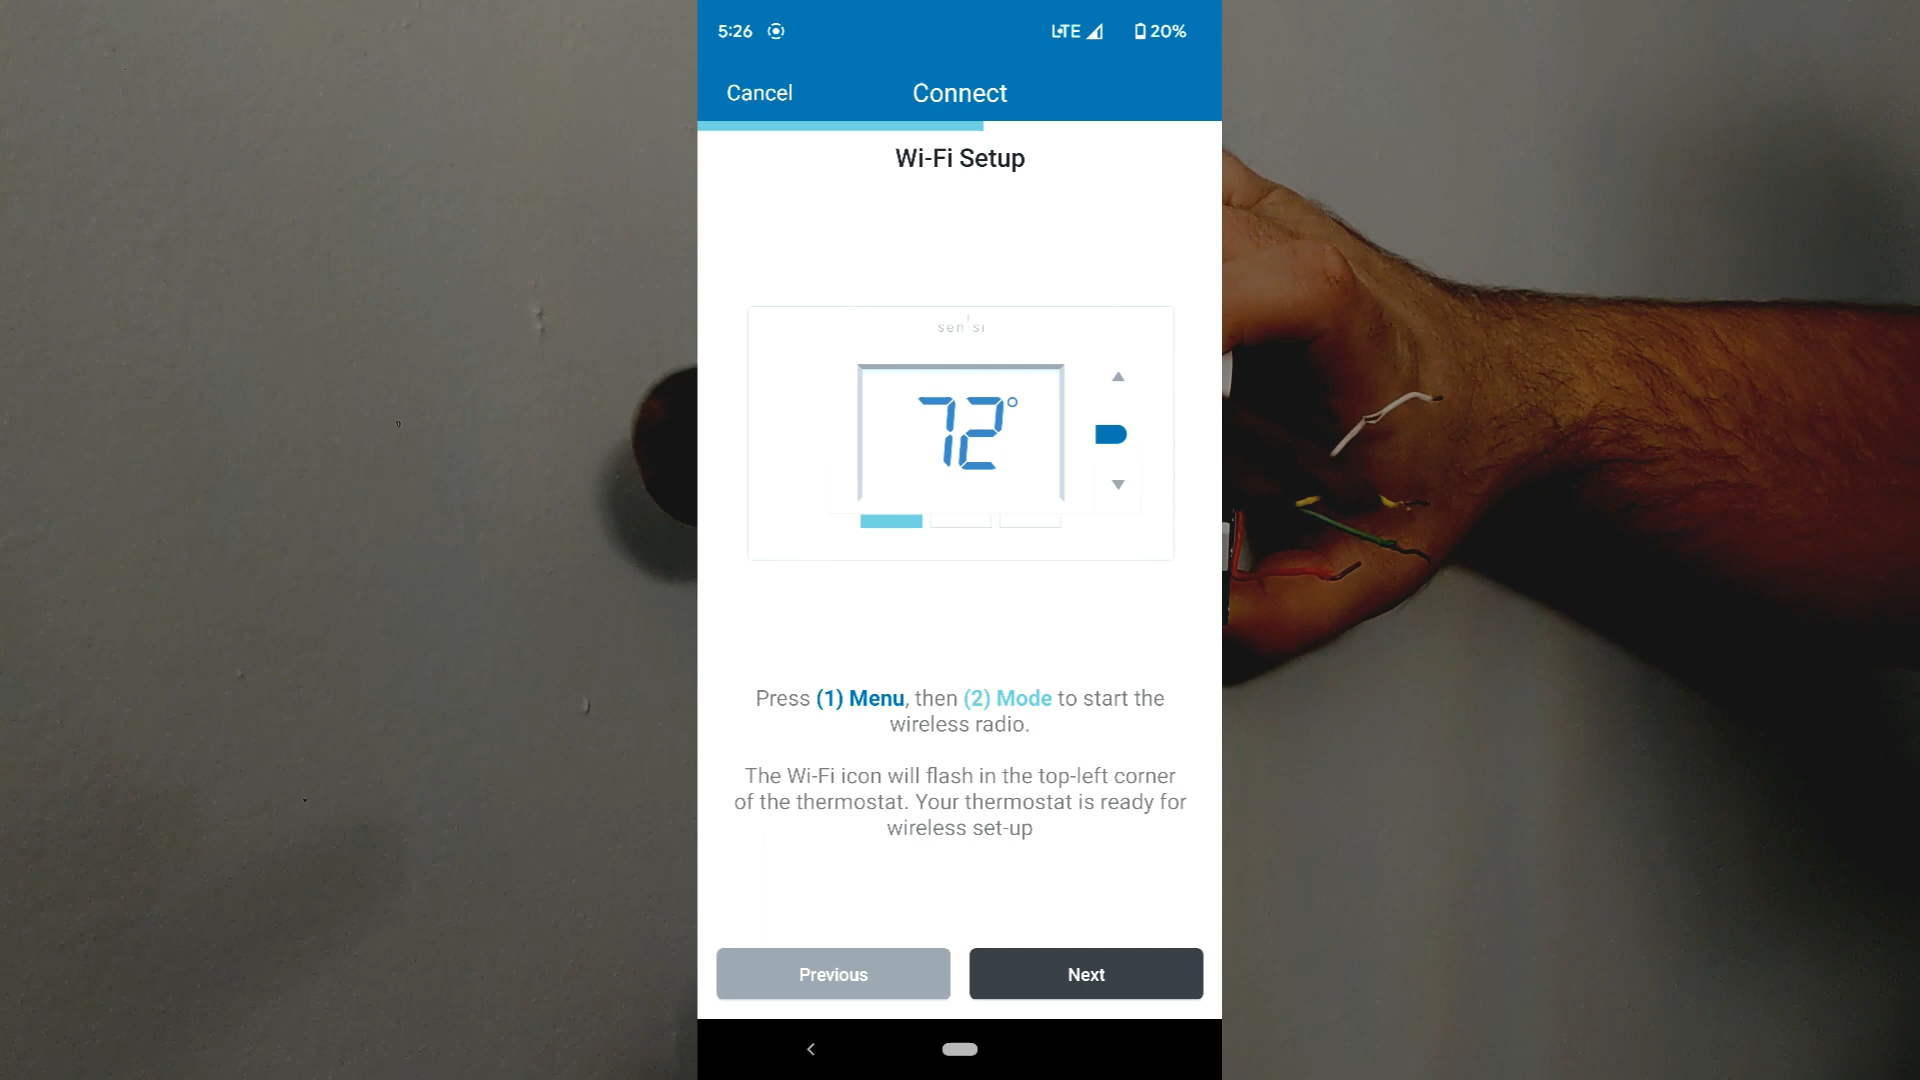 5:26 LTE 20%
Cancel Connect
Wi-Fi Setup
sensi
72°
Press (1) Menu, then (2) Mode to start the
wireless radio.
The Wi-Fi icon will flash in the top-left corner
of the thermostat. Your thermostat is ready for
wireless set-up
Previous Next